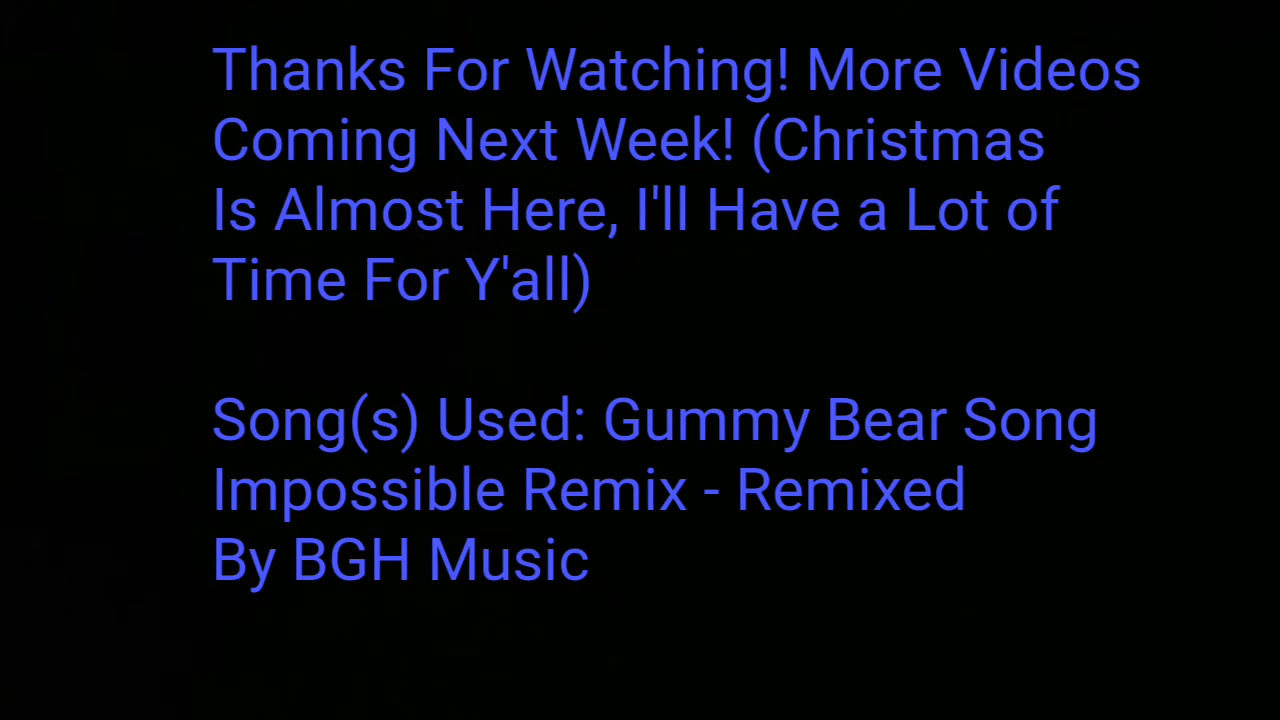 Thanks For Watching! More Videos
Coming Next Week! (Christmas
Is Almost Here, I'll Have a Lot of
Time For Y'all)
Song(s) Used: Gummy Bear Song
Impossible Remix - Remixed
By BGH Music